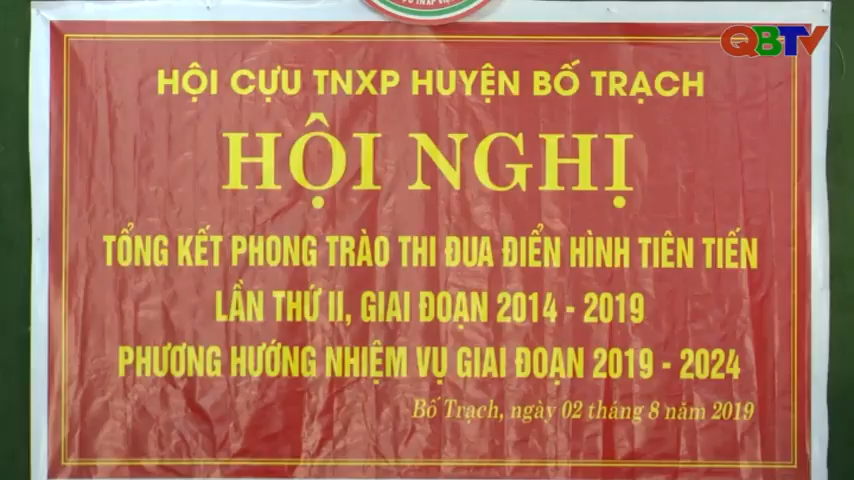 QBTV
HỘI CỰU TNXP HUYỆN BỐ TRẠCH
HỘI NGHỊ
TỔNG KẾT PHONG TRÀO THI ĐUA ĐIỂN HÌNH TIÊN TIẾN
LẦN THỨ II, GIAI ĐOẠN 2014 - 2019
PHƯƠNG HƯỚNG NHIỆM VỤ GIAI ĐOẠN 2019 - 2024
Bố Trạch, ngày 02 tháng 8 năm 2019